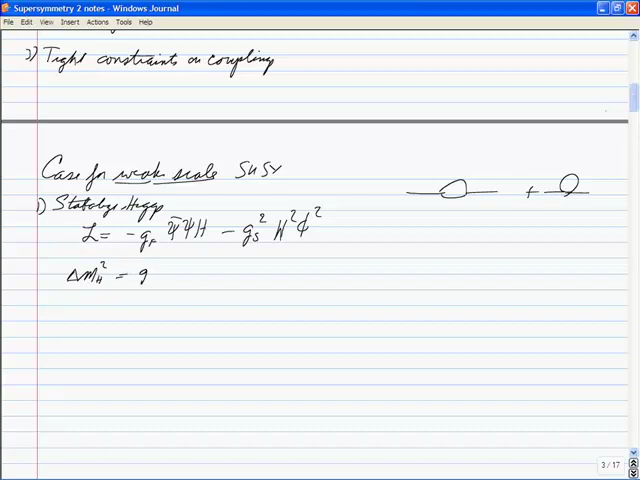 Supersymmetry 2 notes - Windows Journal
File Edit View Insert Actions Tools Help
3) Tight constraints on coupling
Case for weak scale SUSY
1) Stabilize Higgs
ℒ = -g_F Ψ̄ΨH - g_S² H²Φ²
Δm_H² = g
+
3 / 17